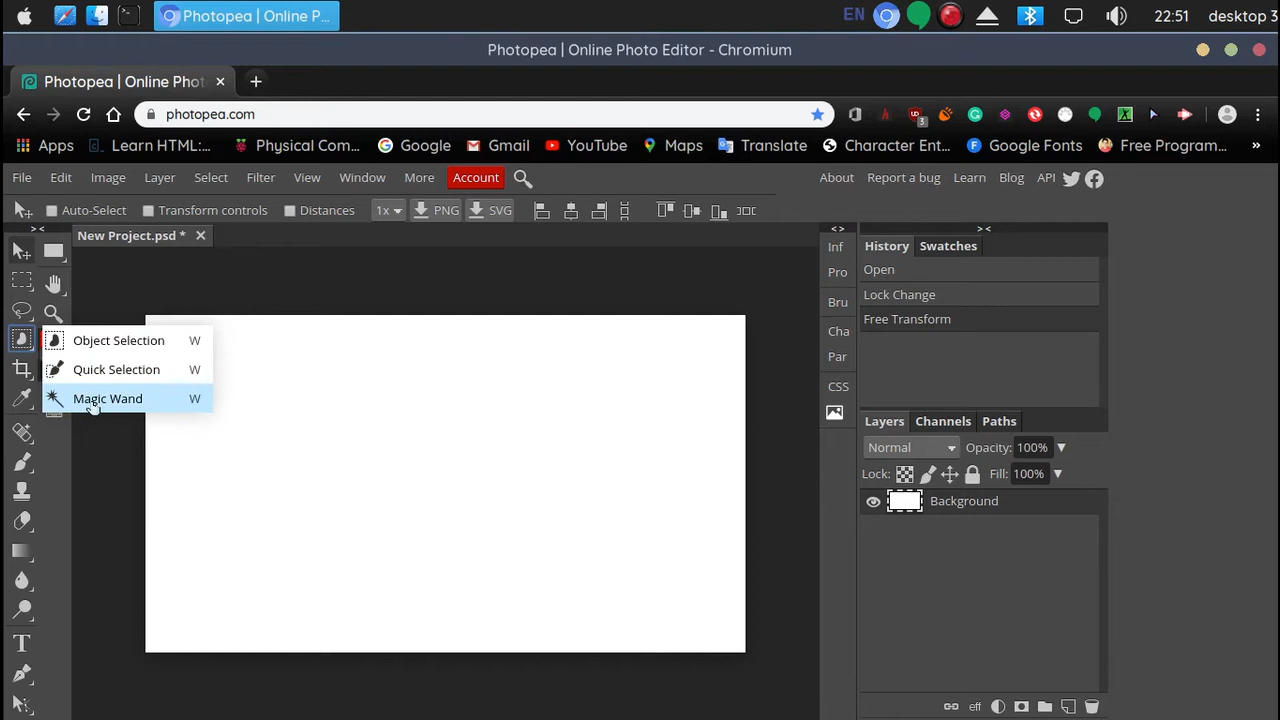 Photopea | Online P...
EN
22:51
desktop 3
Photopea | Online Photo Editor - Chromium
Photopea | Online Phot
photopea.com
3
Apps
Learn HTML:...
Physical Com...
Google
Gmail
YouTube
Maps
Translate
Character Ent...
Google Fonts
Free Program...
»
File Edit Image Layer Select Filter View Window More Account
About Report a bug Learn Blog API
Auto-Select Transform controls Distances 1x PNG SVG
> <
New Project.psd *
< >
> <
Inf
Pro
Bru
Cha
Par
CSS
History Swatches
Open
Lock Change
Free Transform
Object Selection W
Quick Selection W
Magic Wand W
T
Layers Channels Paths
Normal Opacity: 100%
Lock: Fill: 100%
Background
eff